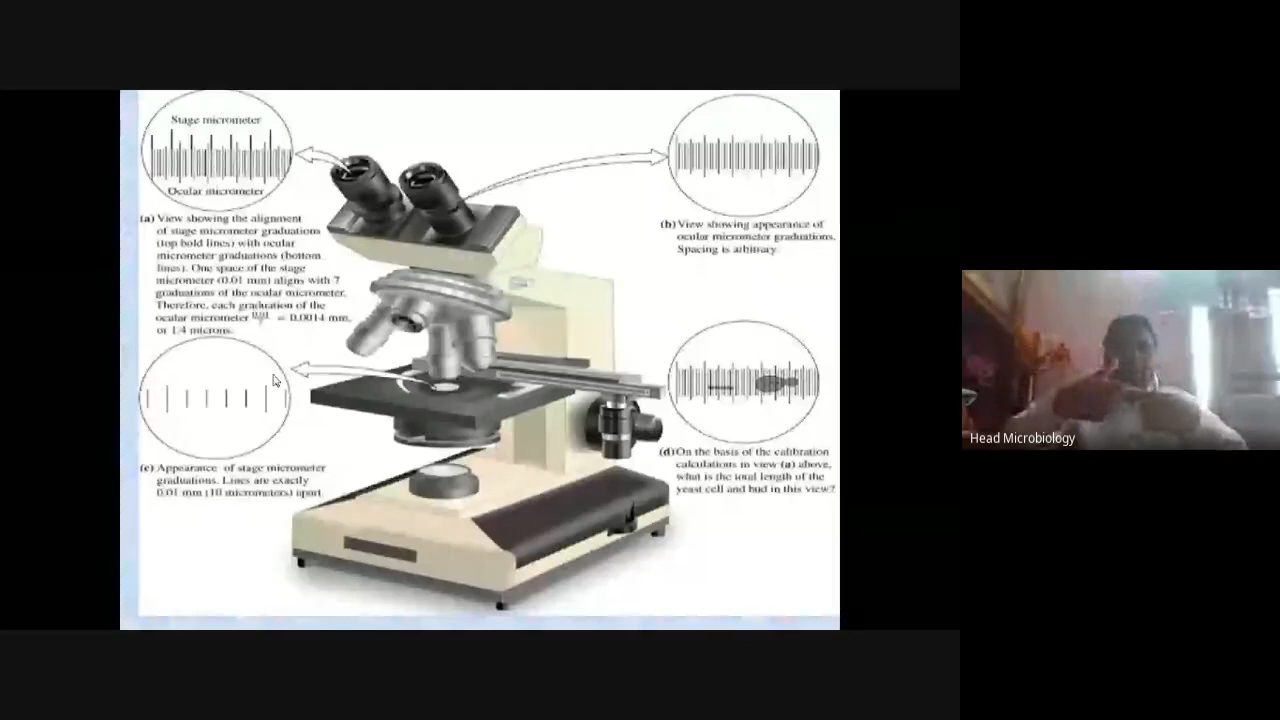 Stage micrometer
Ocular micrometer
(a) View showing the alignment
of stage micrometer graduations
(top bold lines) with ocular
micrometer graduations (bottom
lines). One space of the stage
micrometer (0.01 mm) aligns with 7
graduations of the ocular micrometer.
Therefore, each graduation of the
ocular micrometer = 0.0014 mm,
or 1.4 microns.
(b) View showing appearance of
ocular micrometer graduations.
Spacing is arbitrary.
(c) Appearance of stage micrometer
graduations. Lines are exactly
0.01 mm (10 micrometers) apart.
(d) On the basis of the calibration
calculations in view (a) above,
what is the total length of the
yeast cell and bud in this view?
Head Microbiology